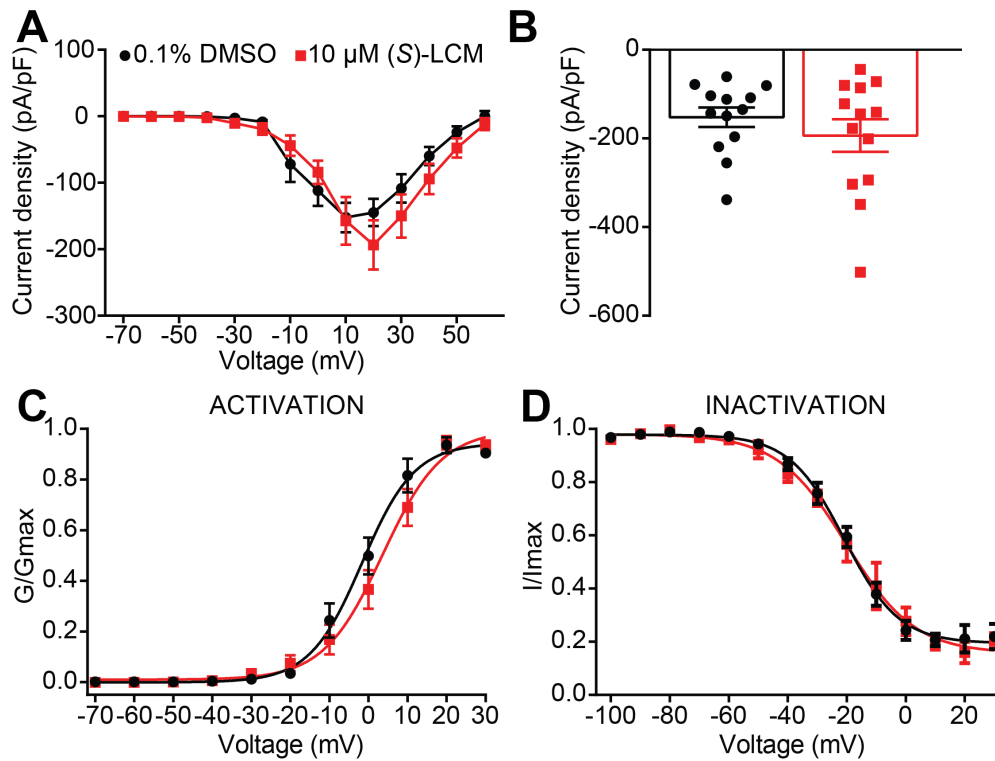 A
0.1% DMSO
10 µM (S)-LCM
Current density (pA/pF)
100
0
-100
-200
-300
-70 -50 -30 -10 10 30 50
Voltage (mV)
B
Current density (pA/pF)
0
-200
-400
-600
C
ACTIVATION
G/Gmax
1.0
0.8
0.6
0.4
0.2
0.0
-70 -60 -50 -40 -30 -20 -10 0 10 20 30
Voltage (mV)
D
INACTIVATION
I/Imax
1.0
0.8
0.6
0.4
0.2
0.0
-100 -80 -60 -40 -20 0 20
Voltage (mV)